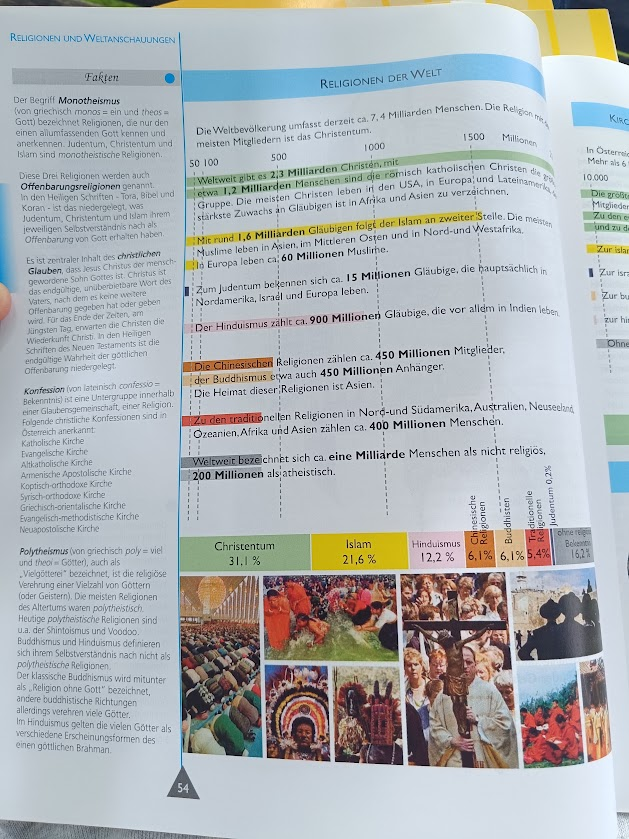 RELIGIONEN UND WELTANSCHAUUNGEN
Fakten
Der Begriff Monotheismus
(von griechisch monos = ein und theos =
Gott) bezeichnet Religionen, die nur den
einen allumfassenden Gott kennen und
anerkennen. Judentum, Christentum und
Islam sind monotheistische Religionen.
Diese Drei Religionen werden auch
Offenbarungsreligionen genannt.
In den Heiligen Schriften - Tora, Bibel und
Koran - ist das niedergelegt, was
Judentum, Christentum und Islam ihrem
jeweiligen Selbstverständnis nach als
Offenbarung von Gott erhalten haben.
Es ist zentraler Inhalt des christlichen
Glauben, dass Jesus Christus der mensch-
gewordene Sohn Gottes ist. Christus ist
das endgültige, unüberbietbare Wort des
Vaters, nach dem es keine weitere
Offenbarung gegeben hat oder geben
wird. Für das Ende der Zeiten, am
Jüngsten Tag, erwarten die Christen die
Wiederkunft Christi. In den Heiligen
Schriften des Neuen Testaments ist die
endgültige Wahrheit der göttlichen
Offenbarung niedergelegt.
Konfession (von lateinisch confessio =
Bekenntnis) ist eine Untergruppe innerhalb
einer Glaubensgemeinschaft, einer Religion.
Folgende christliche Konfessionen sind in
Österreich anerkannt:
Katholische Kirche
Evangelische Kirche
Altkatholische Kirche
Armenische Apostolische Kirche
Koptisch-orthodoxe Kirche
Syrisch-orthodoxe Kirche
Griechisch-orientalische Kirche
Evangelisch-methodistische Kirche
Neuapostolische Kirche
Polytheismus (von griechisch poly = viel
und theoi = Götter), auch als
„Vielgötterei" bezeichnet, ist die religiöse
Verehrung einer Vielzahl von Göttern
(oder Geistern). Die meisten Religionen
des Altertums waren polytheistisch.
Heutige polytheistische Religionen sind
u.a. der Shintoismus und Voodoo.
Buddhismus und Hinduismus definieren
sich ihrem Selbstverständnis nach nicht als
polytheistische Religionen.
Der klassische Buddhismus wird mitunter
als „Religion ohne Gott" bezeichnet,
andere buddhistische Richtungen
allerdings verehren viele Götter.
Im Hinduismus gelten die vielen Götter als
verschiedene Erscheinungsformen des
einen göttlichen Brahman.
54
RELIGIONEN DER WELT
Die Weltbevölkerung umfasst derzeit ca. 7,4 Milliarden Menschen. Die Religion mit
meisten Mitgliedern ist das Christentum.
50 100 500 1000 1500 Millionen
Weltweit gibt es 2,3 Milliarden Christen, mit
etwa 1,2 Milliarden Menschen sind die römisch katholischen Christen die
Gruppe. Die meisten Christen leben in den USA, in Europa und Lateinamerika,
stärkste Zuwachs an Gläubigen ist in Afrika und Asien zu verzeichnen.
Mit rund 1,6 Milliarden Gläubigen folgt der Islam an zweiter Stelle. Die meisten
Muslime leben in Asien, im Mittleren Osten und in Nord-und Westafrika.
In Europa leben ca. 60 Millionen Muslime.
Zum Judentum bekennen sich ca. 15 Millionen Gläubige, die hauptsächlich in
Nordamerika, Israel und Europa leben.
Der Hinduismus zählt ca. 900 Millionen Gläubige, die vor allem in Indien leben.
Die Chinesischen Religionen zählen ca. 450 Millionen Mitglieder,
der Buddhismus etwa auch 450 Millionen Anhänger.
Die Heimat dieser Religionen ist Asien.
Zu den traditionellen Religionen in Nord-und Südamerika, Australien, Neuseeland,
Ozeanien, Afrika und Asien zählen ca. 400 Millionen Menschen.
Weltweit bezeichnet sich ca. eine Milliarde Menschen als nicht religiös,
200 Millionen als atheistisch.
Christentum
31,1 %
Islam
21,6 %
Hinduismus
12,2 %
Chinesische
Religionen
6,1%
Buddhisten
6,1%
Traditionelle
Religionen
5,4%
Judentum 0,2%
ohne religiös
Bekenntn
16,2%
In Österreic
Mehr als 6
10.000
Die größte
Mitglieder
Zu den e
und zu d
Zur islar
Zur isra
Zur bu
zur hin
Ohne